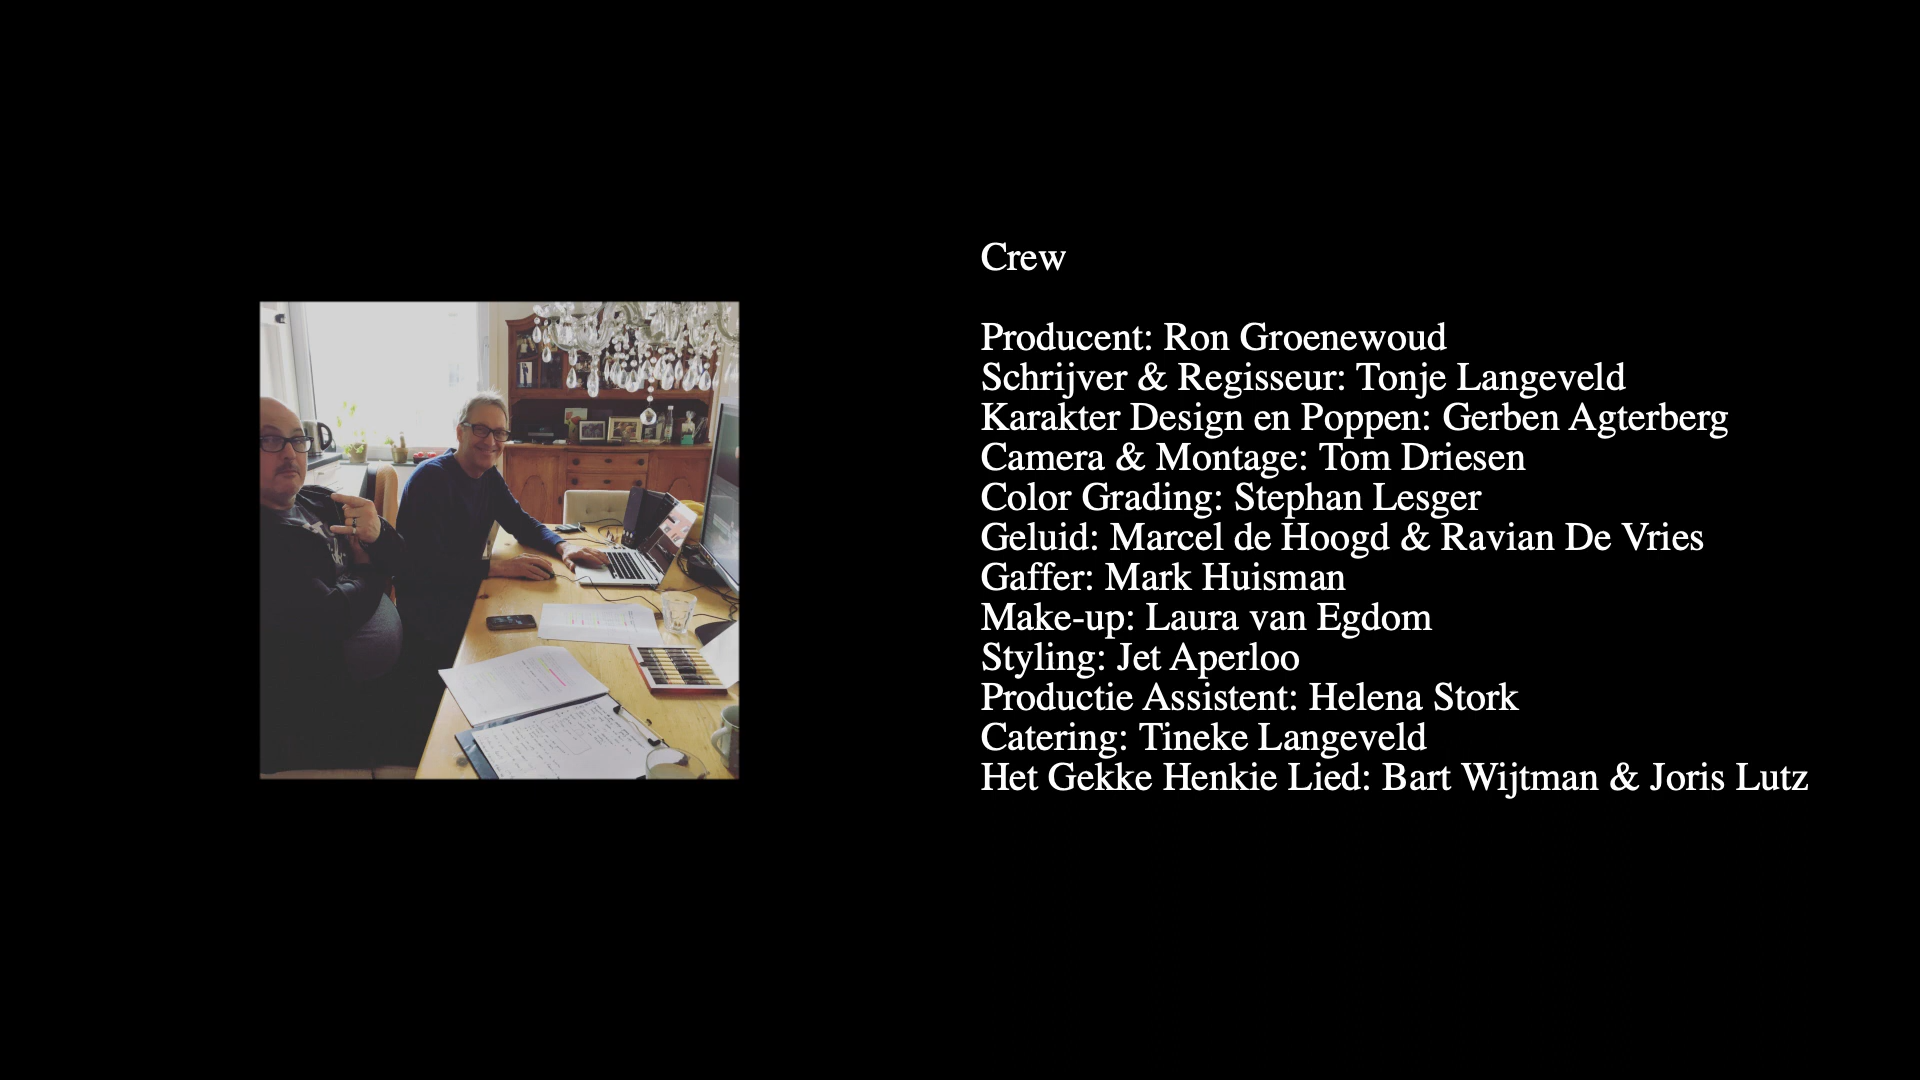 Crew
Producent: Ron Groenewoud
Schrijver & Regisseur: Tonje Langeveld
Karakter Design en Poppen: Gerben Agterberg
Camera & Montage: Tom Driesen
Color Grading: Stephan Lesger
Geluid: Marcel de Hoogd & Ravian De Vries
Gaffer: Mark Huisman
Make-up: Laura van Egdom
Styling: Jet Aperloo
Productie Assistent: Helena Stork
Catering: Tineke Langeveld
Het Gekke Henkie Lied: Bart Wijtman & Joris Lutz